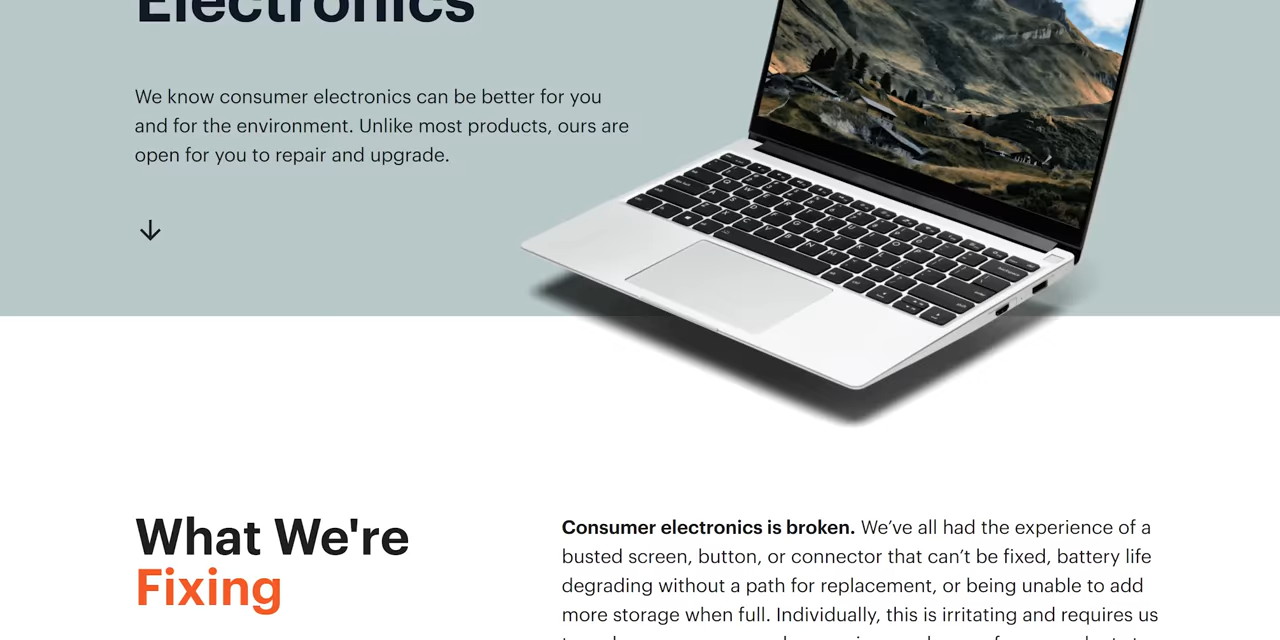 Electronics
We know consumer electronics can be better for you
and for the environment. Unlike most products, ours are
open for you to repair and upgrade.
What We're
Fixing
Consumer electronics is broken. We’ve all had the experience of a
busted screen, button, or connector that can’t be fixed, battery life
degrading without a path for replacement, or being unable to add
more storage when full. Individually, this is irritating and requires us